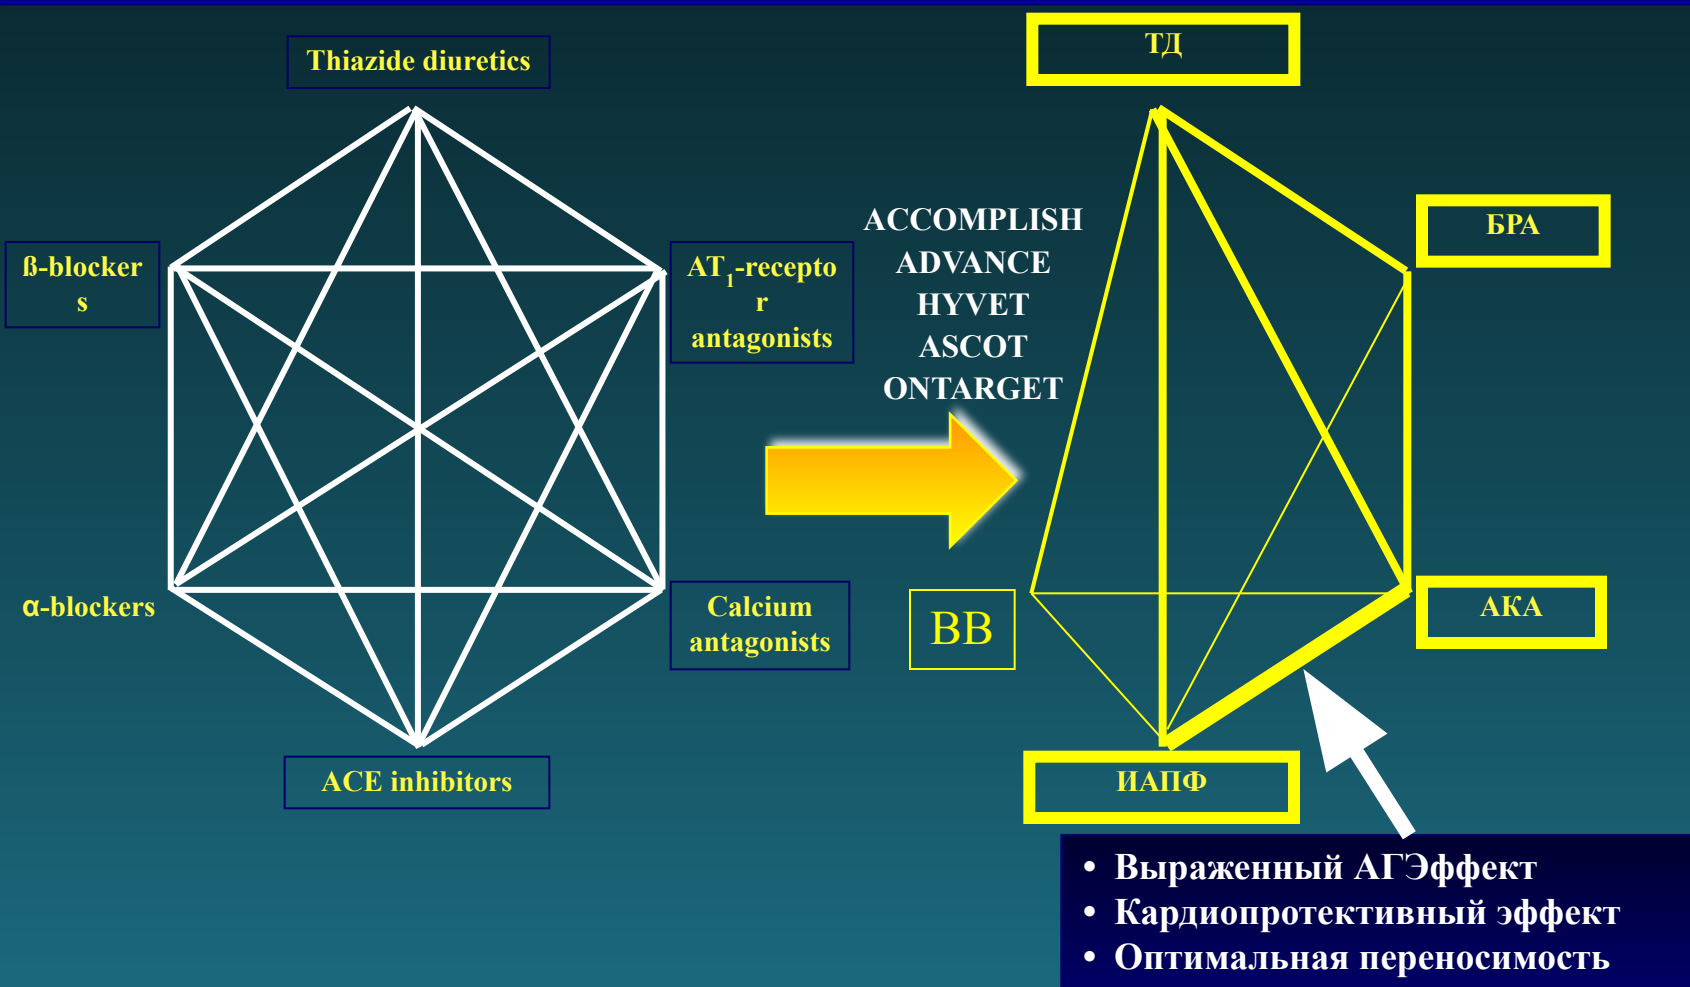 Thiazide diuretics
ß-blocker
s
AT1-recepto
r
antagonists
α-blockers
Calcium
antagonists
ACE inhibitors
ACCOMPLISH
ADVANCE
HYVET
ASCOT
ONTARGET
ТД
БРА
BB
АКА
ИАПФ
• Выраженный АГЭффект
• Кардиопротективный эффект
• Оптимальная переносимость